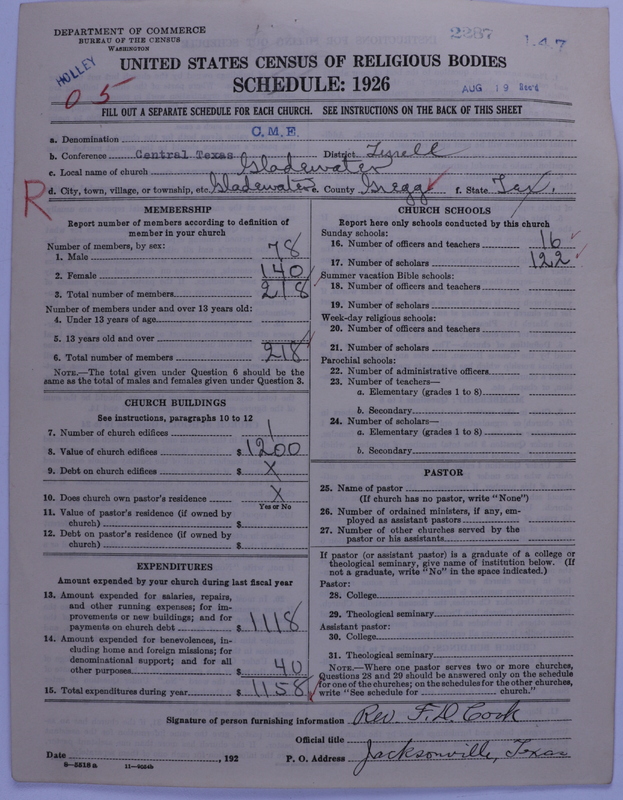 DEPARTMENT OF COMMERCE
BUREAU OF THE CENSUS
WASHINGTON
2287
1.4.7
HOLLEY
05
UNITED STATES CENSUS OF RELIGIOUS BODIES
SCHEDULE: 1926
AUG 19
FILL OUT A SEPARATE SCHEDULE FOR EACH CHURCH. SEE INSTRUCTIONS ON THE BACK OF THIS SHEET
a. Denomination C.M.E.
b. Conference Central Texas District Tyrell
c. Local name of church Gladewater
R
d. City, town, village, or township, etc. Gladewater e. County Gregg f. State Tex.
MEMBERSHIP
Report number of members according to definition of
member in your church
Number of members, by sex:
1. Male 78
2. Female 140
3. Total number of members 218
Number of members under and over 13 years old:
4. Under 13 years of age
5. 13 years old and over
6. Total number of members 218
NOTE.—The total given under Question 6 should be the
same as the total of males and females given under Question 3.
CHURCH BUILDINGS
See instructions, paragraphs 10 to 12
7. Number of church edifices 1
8. Value of church edifices $ 1200
9. Debt on church edifices $ X
10. Does church own pastor's residence X
Yes or No
11. Value of pastor's residence (if owned by
church) $
12. Debt on pastor's residence (if owned by
church) $
EXPENDITURES
Amount expended by your church during last fiscal year
13. Amount expended for salaries, repairs,
and other running expenses; for im-
provements or new buildings; and for
payments on church debt $ 1118
14. Amount expended for benevolences, in-
cluding home and foreign missions; for
denominational support; and for all
other purposes $ 40
15. Total expenditures during year $ 1158
CHURCH SCHOOLS
Report here only schools conducted by this church
Sunday schools:
16. Number of officers and teachers 16
17. Number of scholars 122
Summer vacation Bible schools:
18. Number of officers and teachers
19. Number of scholars
Week-day religious schools:
20. Number of officers and teachers
21. Number of scholars
Parochial schools:
22. Number of administrative officers
23. Number of teachers—
a. Elementary (grades 1 to 8)
b. Secondary
24. Number of scholars—
a. Elementary (grades 1 to 8)
b. Secondary
PASTOR
25. Name of pastor
(If church has no pastor, write "None")
26. Number of ordained ministers, if any, em-
ployed as assistant pastors
27. Number of other churches served by the
pastor or his assistants
If pastor (or assistant pastor) is a graduate of a college or
theological seminary, give name of institution below. (If
not a graduate, write "No" in the space indicated.)
Pastor:
28. College
29. Theological seminary
Assistant pastor:
30. College
31. Theological seminary
NOTE.—Where one pastor serves two or more churches,
Questions 28 and 29 should be answered only on the schedule
for one of the churches; on the schedules for the other churches,
write "See schedule for church."
Signature of person furnishing information Rev. F. D. Cook
Official title
Date , 192 P. O. Address Jacksonville, Texas
8—5518 a